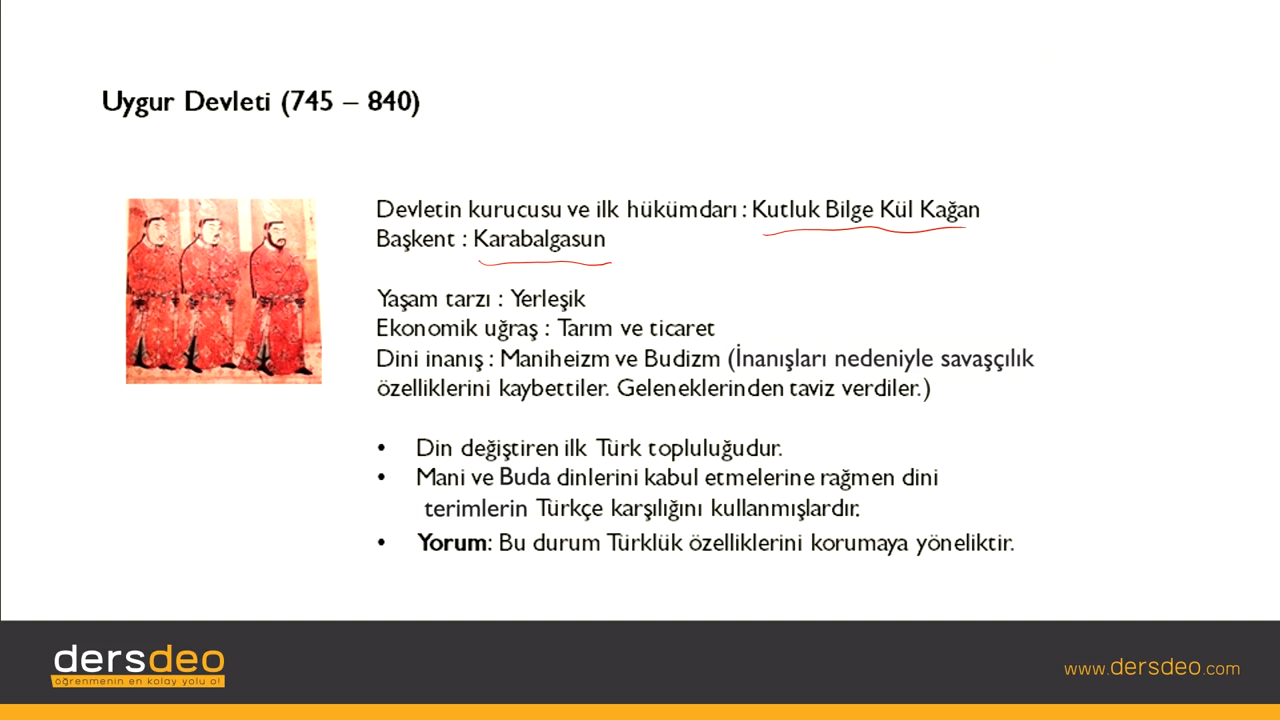 Uygur Devleti (745 – 840)
Devletin kurucusu ve ilk hükümdarı : Kutluk Bilge Kül Kağan
Başkent : Karabalgasun
Yaşam tarzı : Yerleşik
Ekonomik uğraş : Tarım ve ticaret
Dini inanış : Maniheizm ve Budizm (İnanışları nedeniyle savaşçılık
özelliklerini kaybettiler. Geleneklerinden taviz verdiler.)
• Din değiştiren ilk Türk topluluğudur.
• Mani ve Buda dinlerini kabul etmelerine rağmen dini
terimlerin Türkçe karşılığını kullanmışlardır.
• Yorum: Bu durum Türklük özelliklerini korumaya yöneliktir.
dersdeo
öğrenmenin en kolay yolu o!
www.dersdeo.com